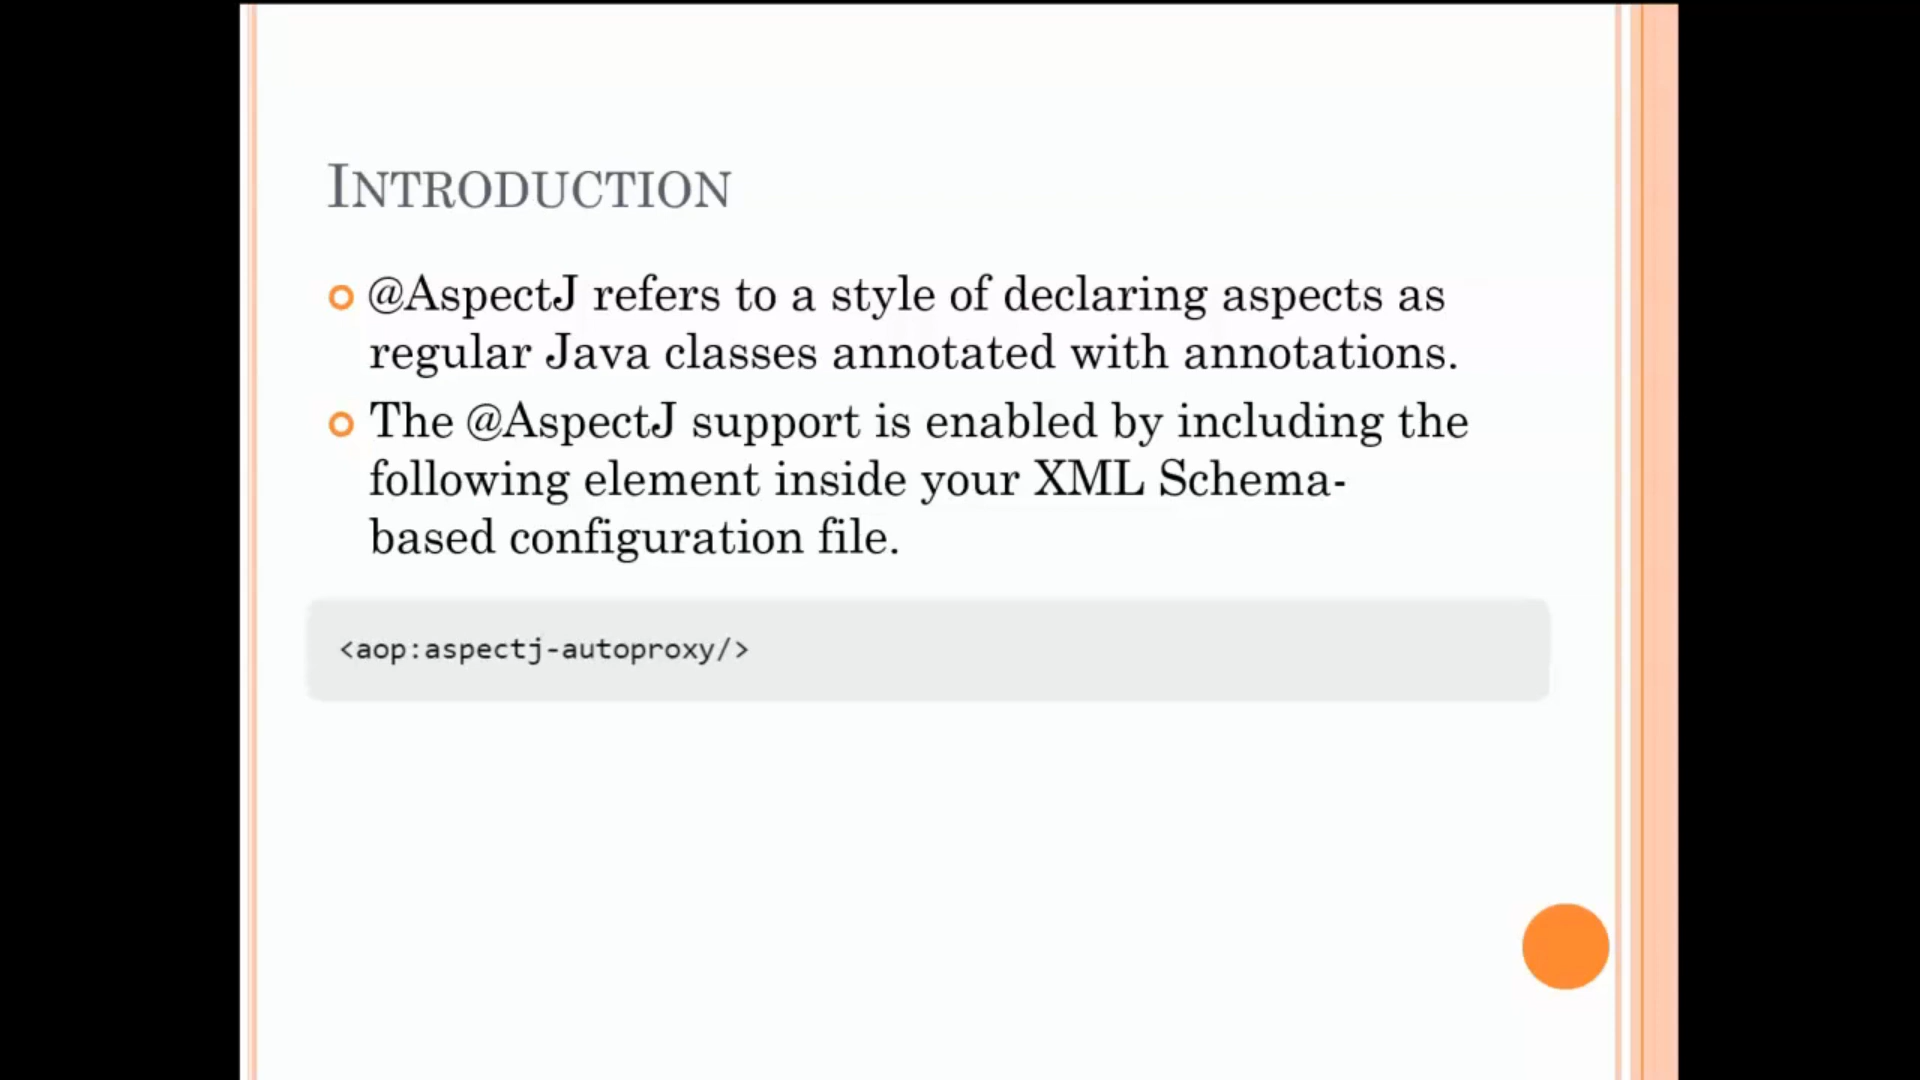 INTRODUCTION
@AspectJ refers to a style of declaring aspects as
regular Java classes annotated with annotations.
The @AspectJ support is enabled by including the
following element inside your XML Schema-
based configuration file.
<aop:aspectj-autoproxy/>